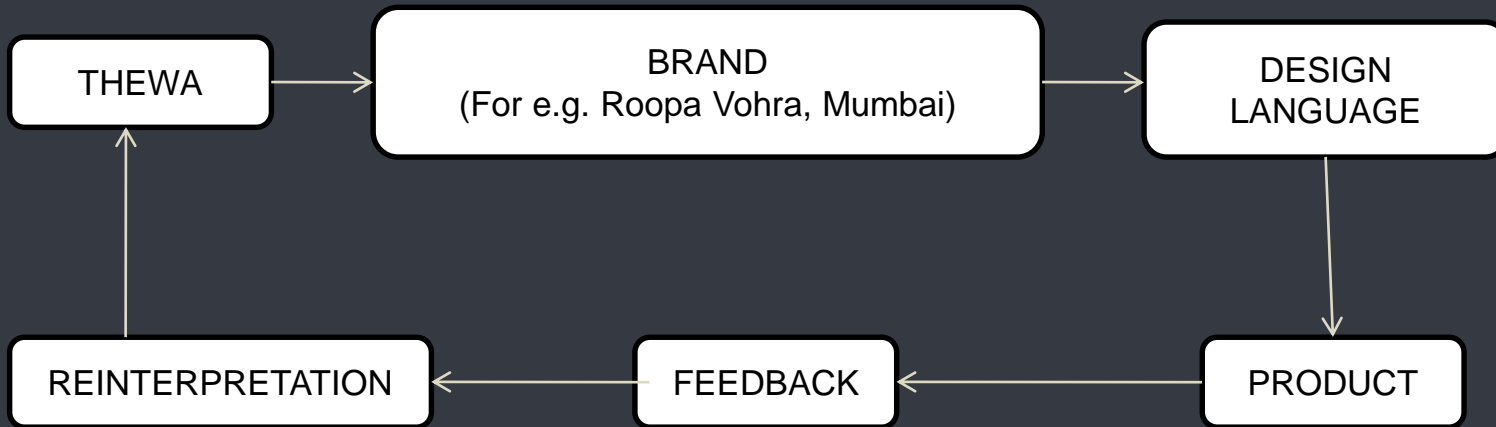 THEWA
BRAND
(For e.g. Roopa Vohra, Mumbai)
DESIGN
LANGUAGE
REINTERPRETATION
FEEDBACK
PRODUCT